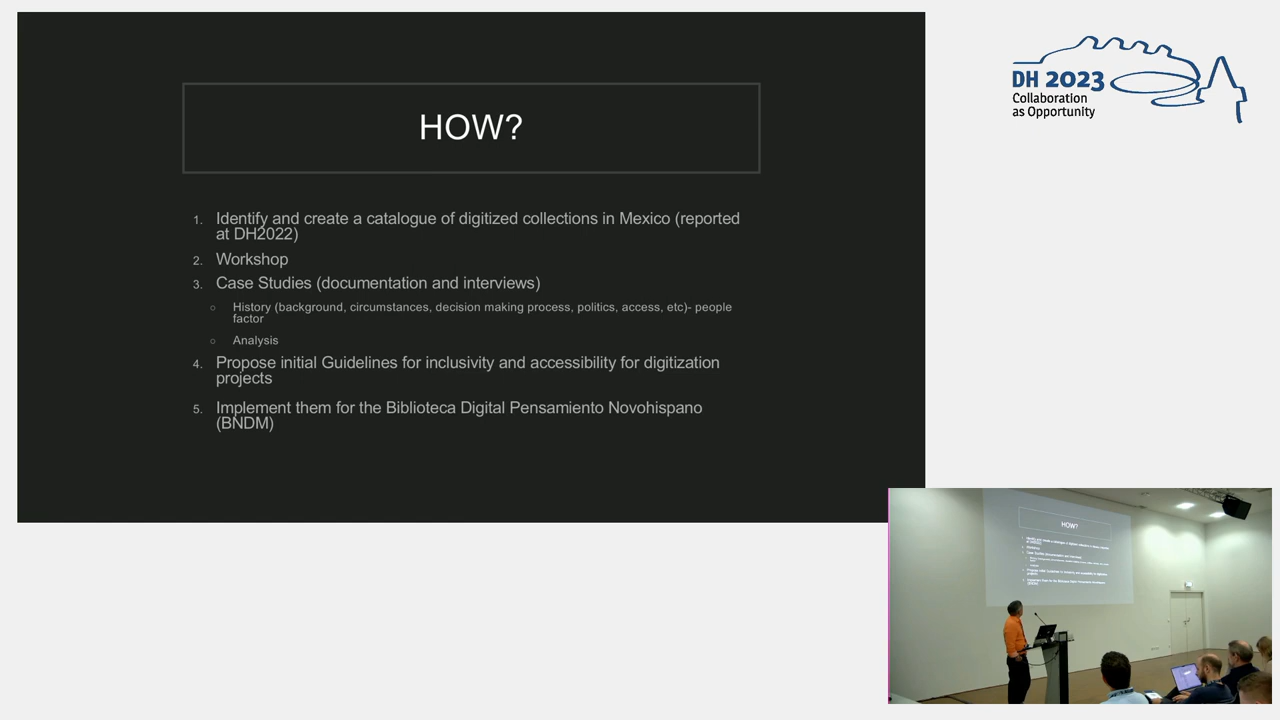 HOW?
1. Identify and create a catalogue of digitized collections in Mexico (reported
at DH2022)
2. Workshop
3. Case Studies (documentation and interviews)
○ History (background, circumstances, decision making process, politics, access, etc)- people
factor
○ Analysis
4. Propose initial Guidelines for inclusivity and accessibility for digitization
projects
5. Implement them for the Biblioteca Digital Pensamiento Novohispano
(BNDM)
DH 2023
Collaboration
as Opportunity
HOW?